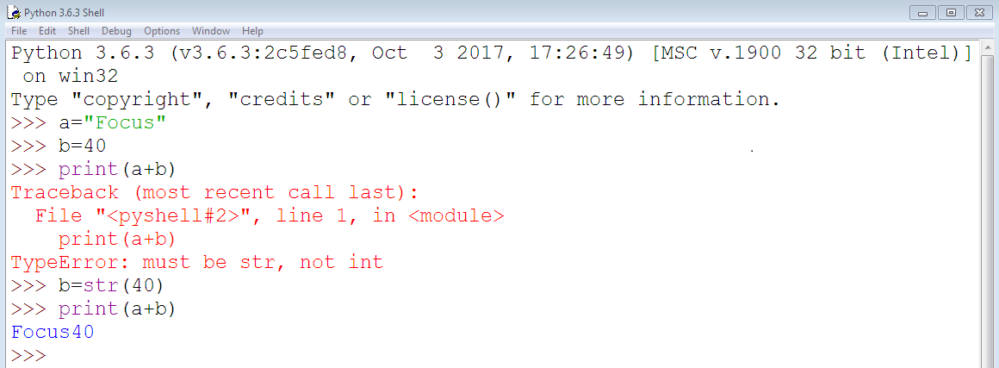 Python 3.6.3 Shell
File Edit Shell Debug Options Window Help
Python 3.6.3 (v3.6.3:2c5fed8, Oct  3 2017, 17:26:49) [MSC v.1900 32 bit (Intel)]
 on win32
Type "copyright", "credits" or "license()" for more information.
>>> a="Focus"
>>> b=40
>>> print(a+b)
Traceback (most recent call last):
  File "<pyshell#2>", line 1, in <module>
    print(a+b)
TypeError: must be str, not int
>>> b=str(40)
>>> print(a+b)
Focus40
>>>